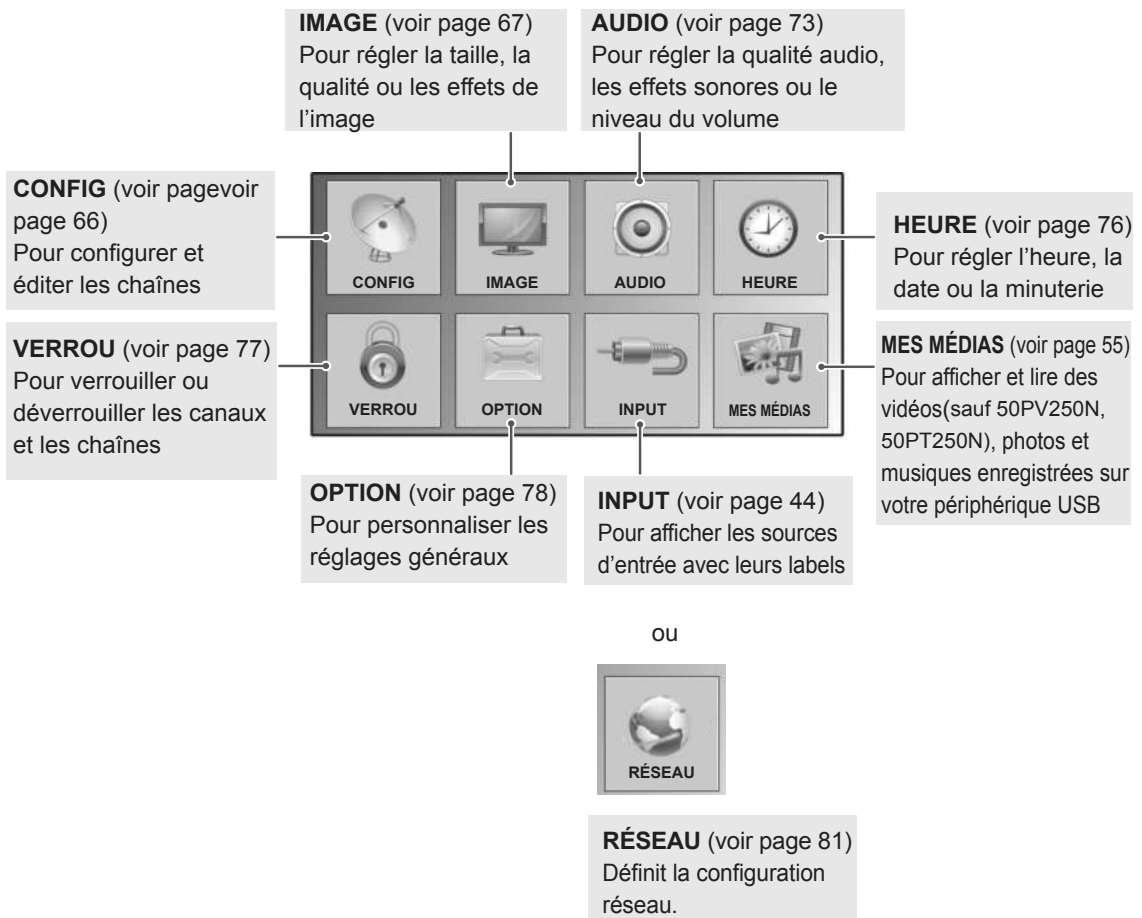 IMAGE (voir page 67)
Pour régler la taille, la
qualité ou les effets de
l’image
AUDIO (voir page 73)
Pour régler la qualité audio,
les effets sonores ou le
niveau du volume
CONFIG (voir pagevoir
page 66)
Pour configurer et
éditer les chaînes
CONFIG
IMAGE
AUDIO
HEURE
HEURE (voir page 76)
Pour régler l’heure, la
date ou la minuterie
VERROU (voir page 77)
Pour verrouiller ou
déverrouiller les canaux
et les chaînes
VERROU
OPTION
INPUT
MES MÉDIAS
MES MÉDIAS (voir page 55)
Pour afficher et lire des
vidéos(sauf 50PV250N,
50PT250N), photos et
musiques enregistrées sur
votre périphérique USB
OPTION (voir page 78)
Pour personnaliser les
réglages généraux
INPUT (voir page 44)
Pour afficher les sources
d’entrée avec leurs labels
ou
RÉSEAU
RÉSEAU (voir page 81)
Définit la configuration
réseau.